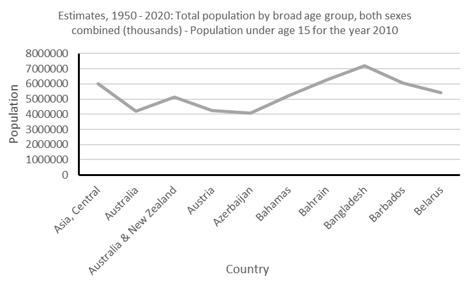 Estimates, 1950 - 2020: Total population by broad age group, both sexes
combined (thousands) - Population under age 15 for the year 2010
8000000
7000000
6000000
5000000
4000000
3000000
2000000
1000000
0
Population
Asia, Central
Australia
Australia & New Zealand
Austria
Azerbaijan
Bahamas
Bahrain
Bangladesh
Barbados
Belarus
Country